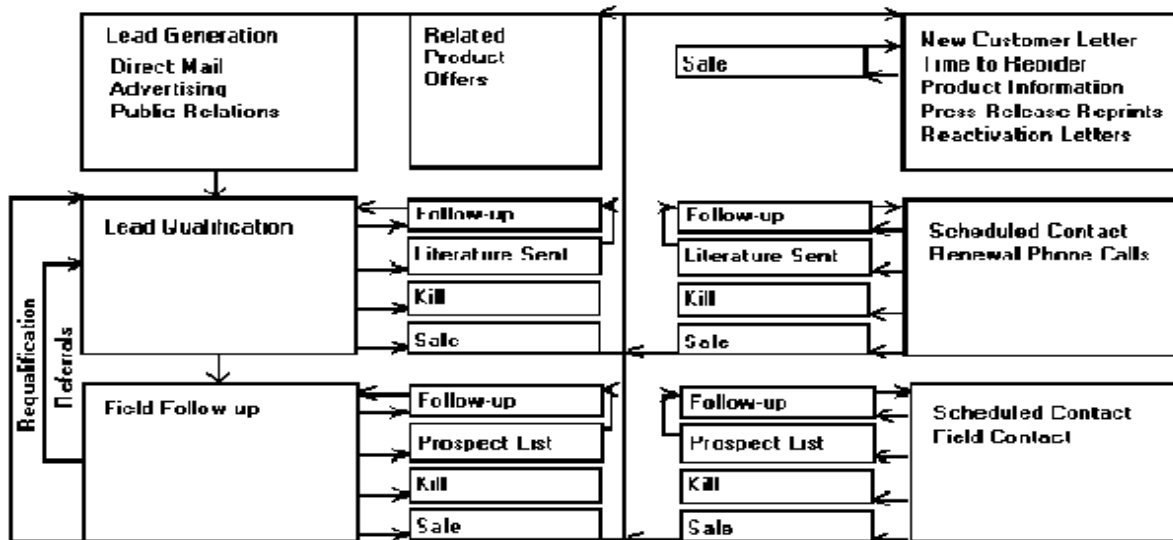 Lead Generation
Direct Mail
Advertising
Public Relations
Related
Product
Offers
Sale
New Customer Letter
Time to Reorder
Product Information
Press Release Reprints
Reactivation Letters
Lead Qualification
Follow-up
Literature Sent
Kill
Sale
Follow-up
Literature Sent
Kill
Sale
Scheduled Contact
Renewal Phone Calls
Requalification
Referrals
Field Follow up
Follow-up
Prospect List
Kill
Sale
Follow-up
Prospect List
Kill
Sale
Scheduled Contact
Field Contact